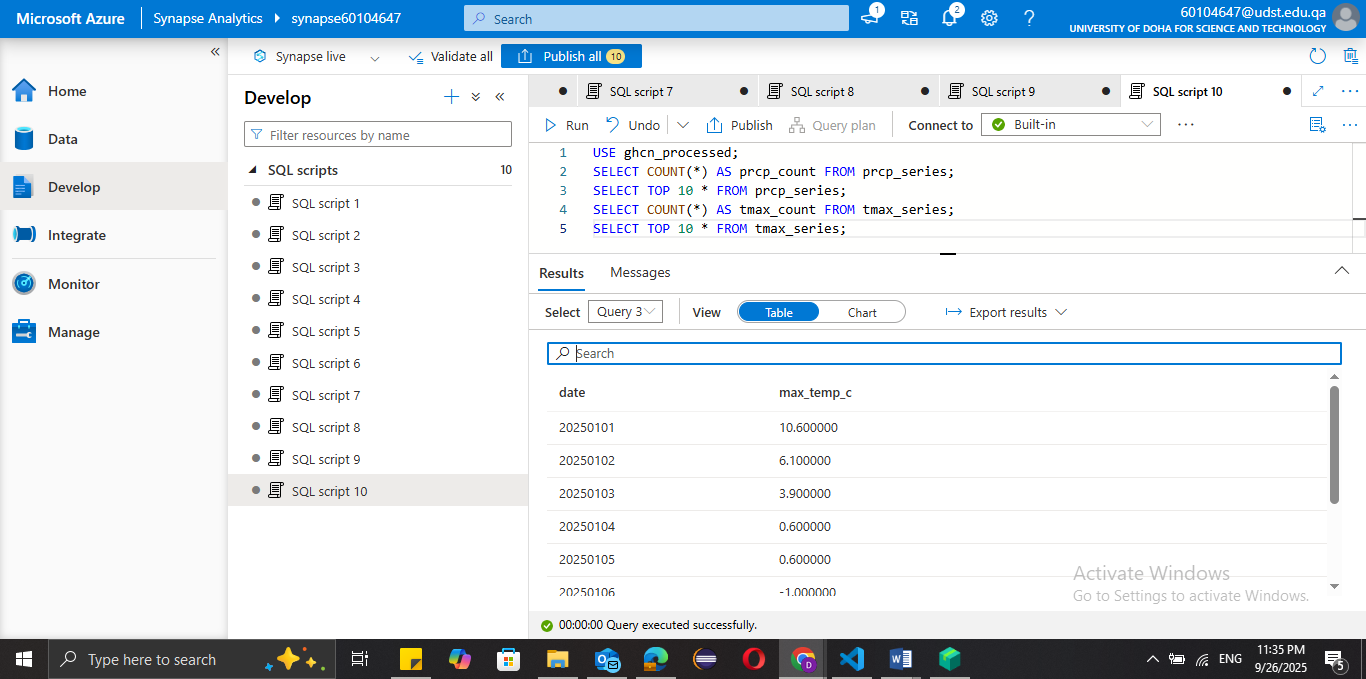 Microsoft Azure
Synapse Analytics
synapse60104647
Search
1
2
60104647@udst.edu.qa
UNIVERSITY OF DOHA FOR SCIENCE AND TECHNOLOGY
Synapse live
Validate all
Publish all 10
Home
Data
Develop
Integrate
Monitor
Manage
Develop
Filter resources by name
SQL scripts 10
SQL script 1
SQL script 2
SQL script 3
SQL script 4
SQL script 5
SQL script 6
SQL script 7
SQL script 8
SQL script 9
SQL script 10
SQL script 7
SQL script 8
SQL script 9
SQL script 10
Run
Undo
Publish
Query plan
Connect to
Built-in
1 USE ghcn_processed;
2 SELECT COUNT(*) AS prcp_count FROM prcp_series;
3 SELECT TOP 10 * FROM prcp_series;
4 SELECT COUNT(*) AS tmax_count FROM tmax_series;
5 SELECT TOP 10 * FROM tmax_series;
Results
Messages
Select
Query 3
View
Table
Chart
Export results
Search
date max_temp_c
20250101 10.600000
20250102 6.100000
20250103 3.900000
20250104 0.600000
20250105 0.600000
20250106 -1.000000
Activate Windows
Go to Settings to activate Windows.
00:00:00 Query executed successfully.
Type here to search
D
ENG
11:35 PM
9/26/2025
5